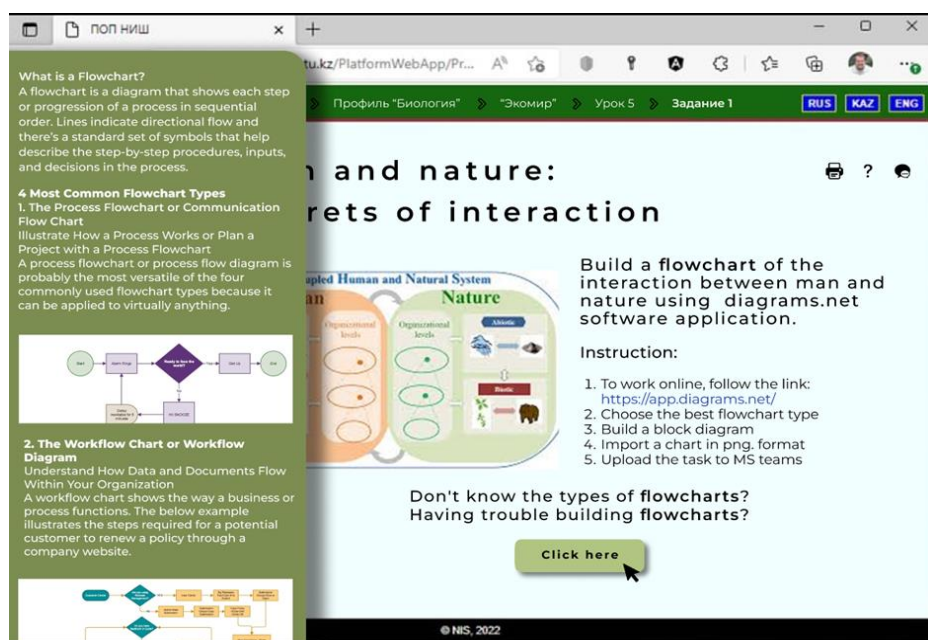 ПОП НИШ
tu.kz/PlatformWebApp/Pr...
Профиль "Биология" "Экомир" Урок 5 Задание 1
RUS KAZ ENG
What is a Flowchart?
A flowchart is a diagram that shows each step
or progression of a process in sequential
order. Lines indicate directional flow and
there's a standard set of symbols that help
describe the step-by-step procedures, inputs,
and decisions in the process.
4 Most Common Flowchart Types
1. The Process Flowchart or Communication
Flow Chart
Illustrate How a Process Works or Plan a
Project with a Process Flowchart
A process flowchart or process flow diagram is
probably the most versatile of the four
commonly used flowchart types because it
can be applied to virtually anything.
Start
End
2. The Workflow Chart or Workflow
Diagram
Understand How Data and Documents Flow
Within Your Organization
A workflow chart shows the way a business or
process functions. The below example
illustrates the steps required for a potential
customer to renew a policy through a
company website.
n and nature:
rets of interaction
?
pled Human and Natural System
an
Nature
Organizational
levels
Organizational
levels
Abiotic
Biotic
Build a flowchart of the
interaction between man and
nature using diagrams.net
software application.
Instruction:
1. To work online, follow the link:
https://app.diagrams.net/
2. Choose the best flowchart type
3. Build a block diagram
4. Import a chart in png. format
5. Upload the task to MS teams
Don't know the types of flowcharts?
Having trouble building flowcharts?
Click here
© NIS, 2022